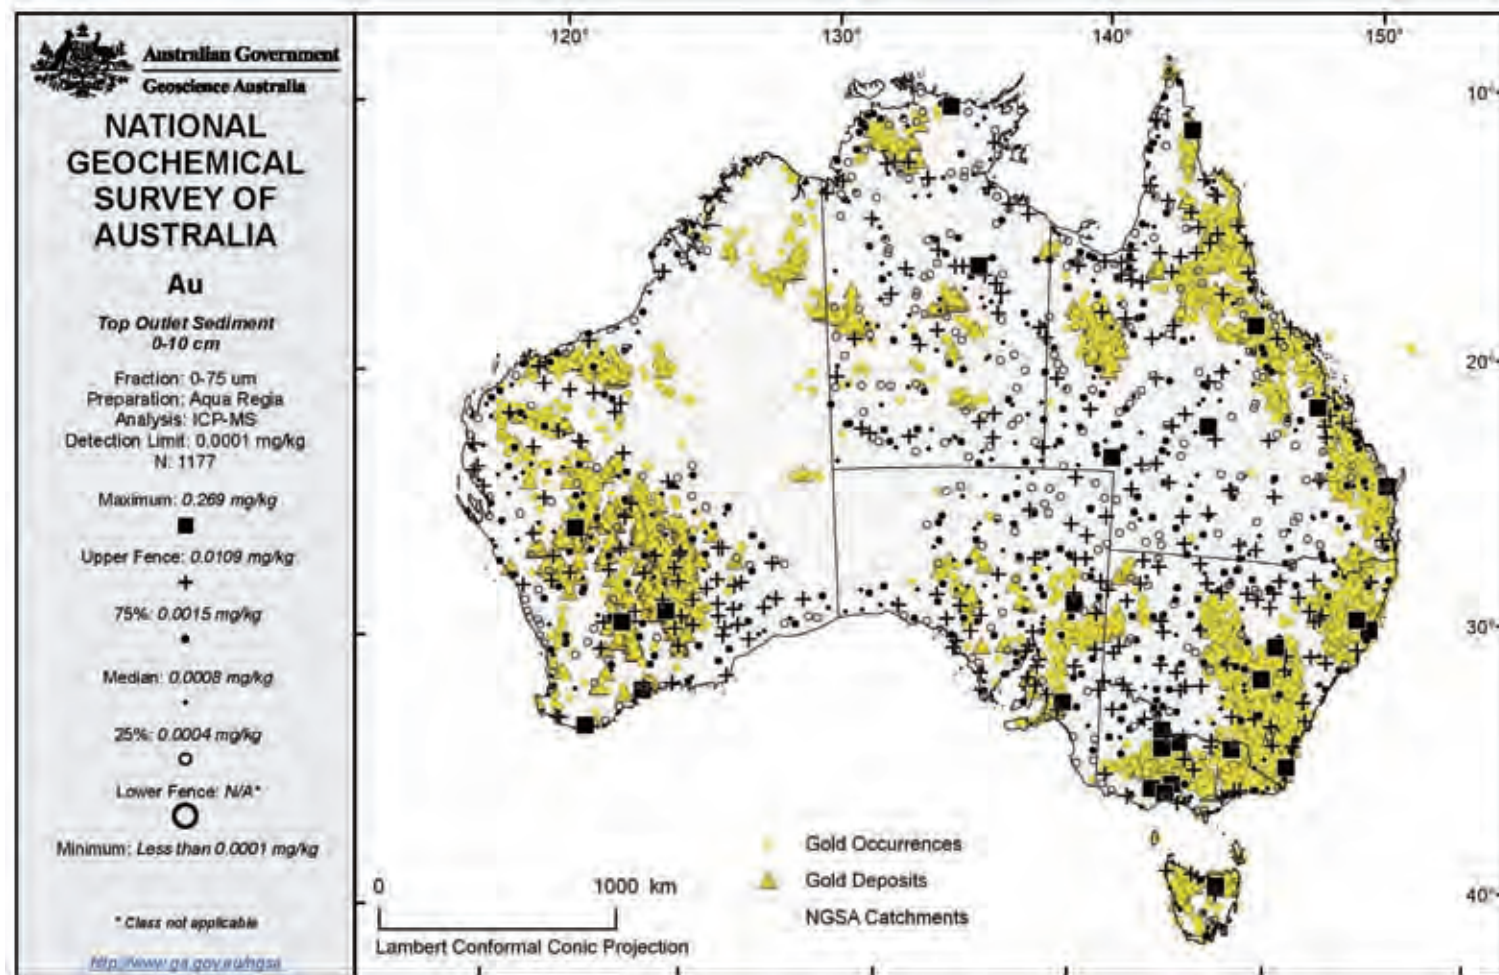 Australian Government
Geoscience Australia
NATIONAL
GEOCHEMICAL
SURVEY OF
AUSTRALIA
Au
Top Outlet Sediment
0-10 cm
Fraction: 0-75 um
Preparation: Aqua Regia
Analysis: ICP-MS
Detection Limit: 0.0001 mg/kg
N: 1177
Maximum: 0.269 mg/kg
Upper Fence: 0.0109 mg/kg
75%: 0.0015 mg/kg
Median: 0.0008 mg/kg
25%: 0.0004 mg/kg
Lower Fence: N/A*
Minimum: Less than 0.0001 mg/kg
* Class not applicable
http://www.ga.gov.au/ngsa
120°
130°
140°
150°
10°
20°
30°
40°
Gold Occurrences
Gold Deposits
NGSA Catchments
0
1000 km
Lambert Conformal Conic Projection